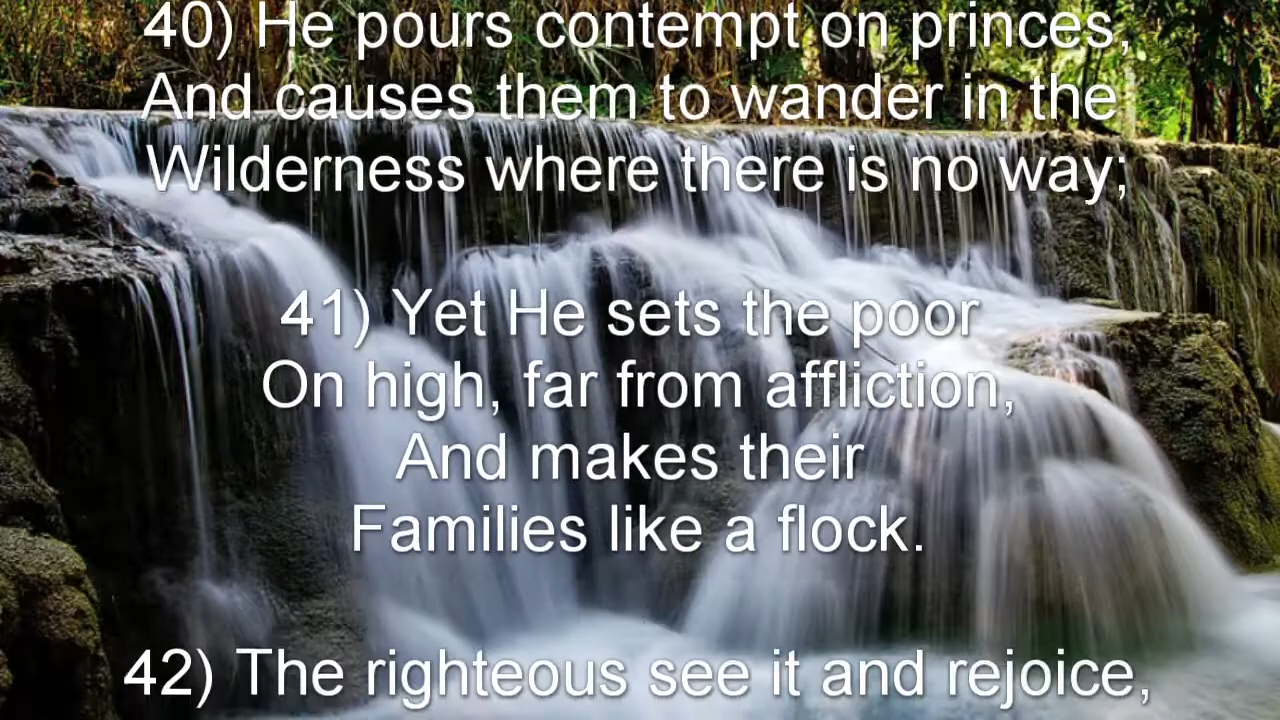 40) He pours contempt on princes,
And causes them to wander in the
Wilderness where there is no way;
41) Yet He sets the poor
On high, far from affliction,
And makes their
Families like a flock.
42) The righteous see it and rejoice,